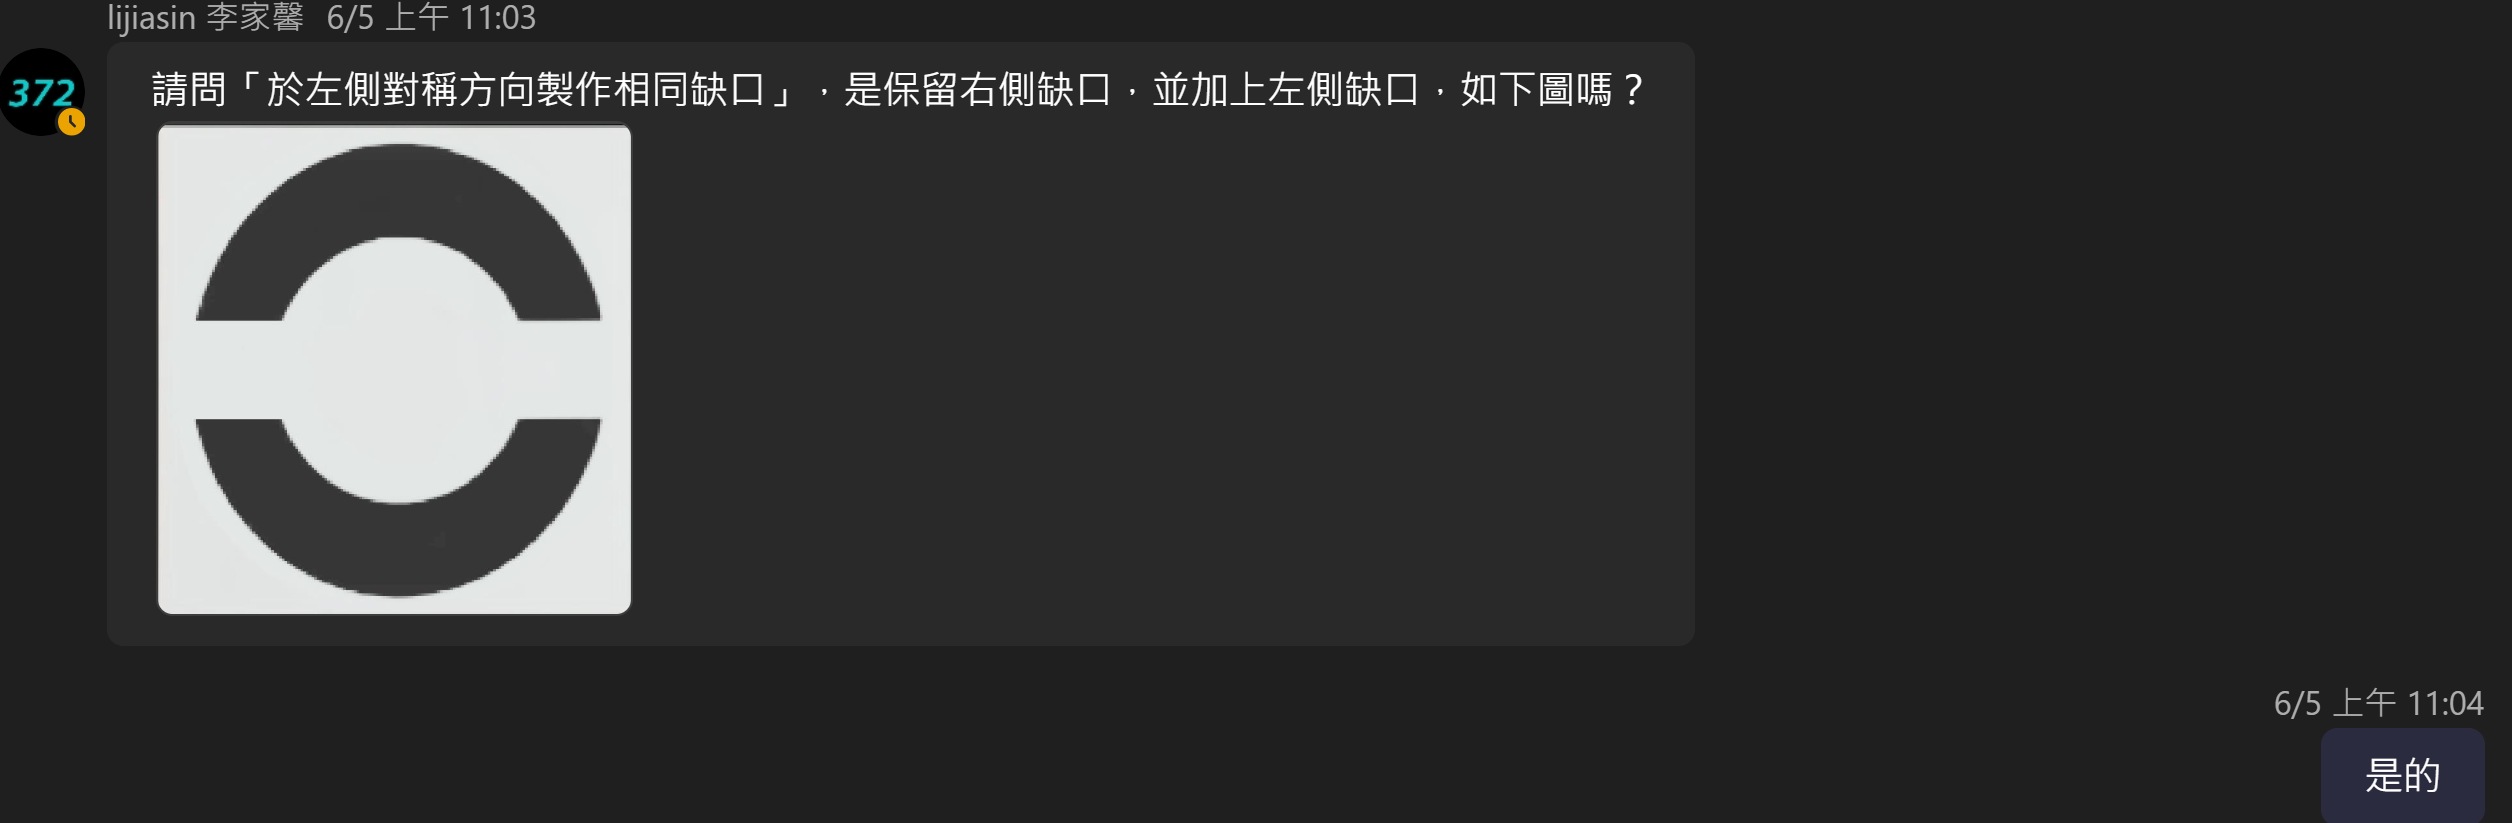 lijiasin 李家馨 6/5 上午 11:03
372
請問「於左側對稱方向製作相同缺口」，是保留右側缺口，並加上左側缺口，如下圖嗎？
6/5 上午 11:04
是的